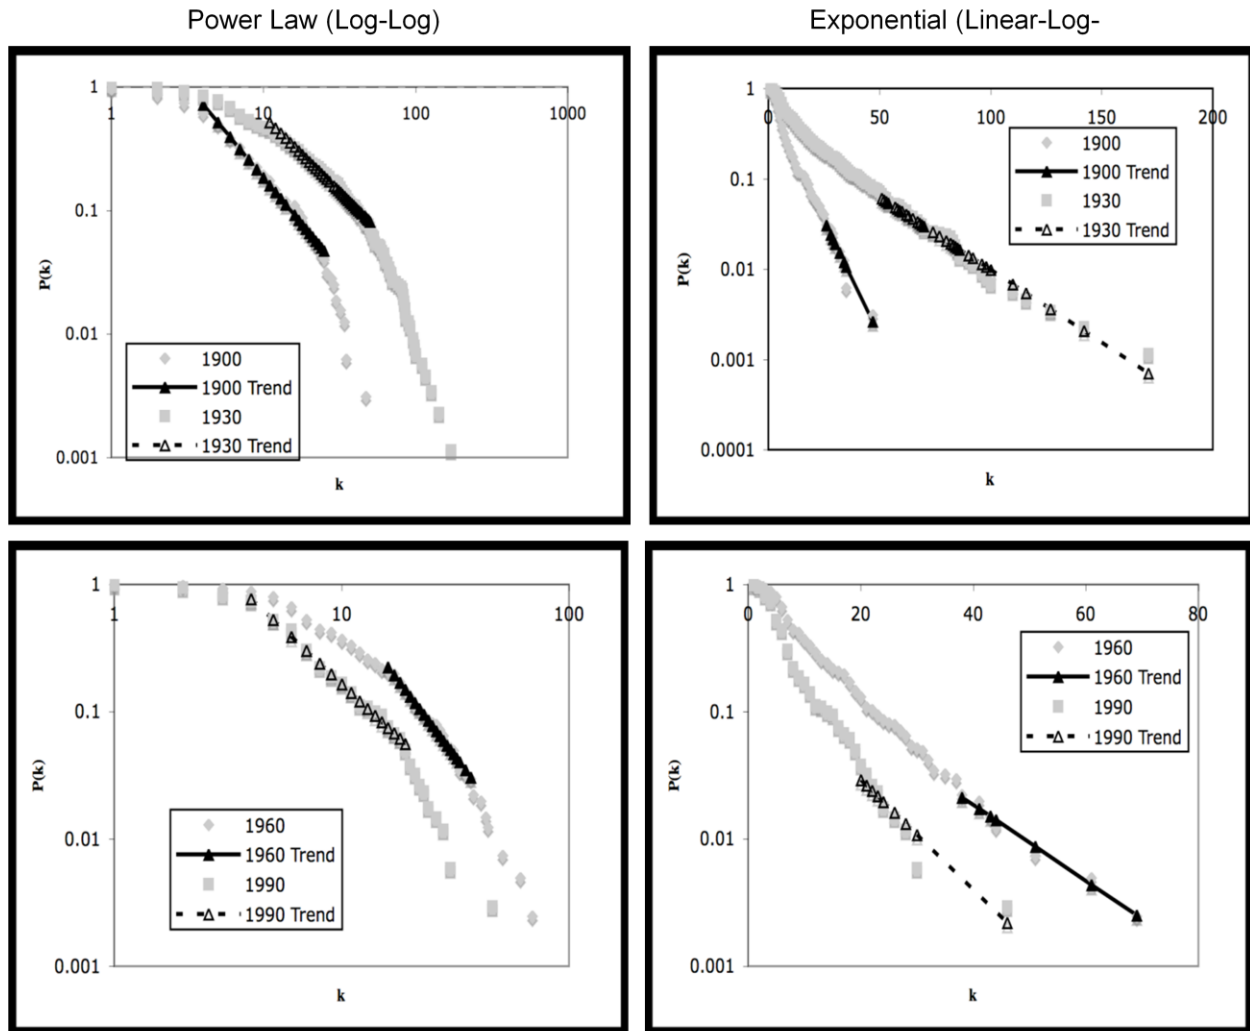 Power Law (Log-Log)
Exponential (Linear-Log-
1
1
10
100
1000
0.1
0.01
0.001
P(k)
k
1900
1900 Trend
1930
1930 Trend
1
0
50
100
150
200
0.1
0.01
0.001
0.0001
P(k)
k
1900
1900 Trend
1930
1930 Trend
1
1
10
100
0.1
0.01
0.001
P(k)
k
1960
1960 Trend
1990
1990 Trend
1
0
20
40
60
80
0.1
0.01
0.001
P(k)
k
1960
1960 Trend
1990
1990 Trend